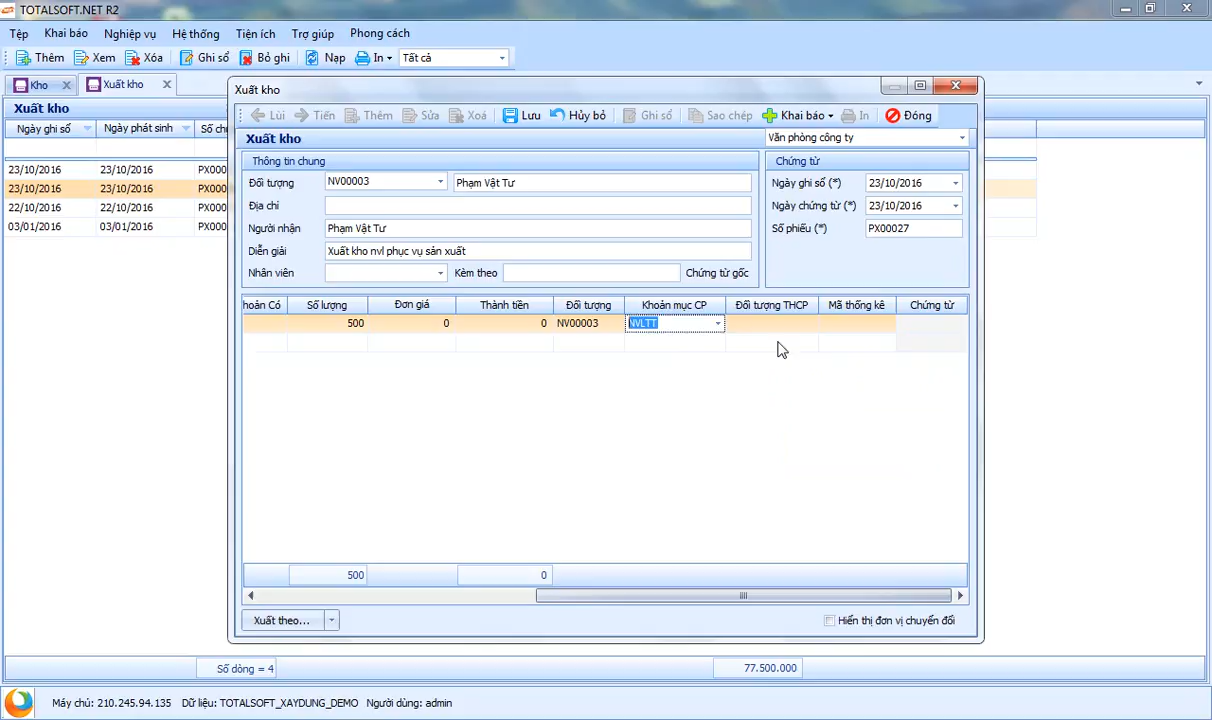 TOTALSOFT.NET R2
Tệp Khai báo Nghiệp vụ Hệ thống Tiện ích Trợ giúp Phong cách
Thêm Xem Xóa Ghi sổ Bỏ ghi Nạp In Tất cả
Kho Xuất kho
Xuất kho
Ngày ghi sổ Ngày phát sinh Số ch
23/10/2016 23/10/2016 PX00
23/10/2016 23/10/2016 PX00
22/10/2016 22/10/2016 PX00
03/01/2016 03/01/2016 PX00
Xuất kho
Lùi Tiến Thêm Sửa Xoá Lưu Hủy bỏ Ghi sổ Sao chép Khai báo In Đóng
Xuất kho Văn phòng công ty
Thông tin chung Chứng từ
Đối tượng NV00003 Phạm Vật Tư Ngày ghi sổ (*) 23/10/2016
Địa chỉ Ngày chứng từ (*) 23/10/2016
Người nhận Phạm Vật Tư Số phiếu (*) PX00027
Diễn giải Xuất kho nvl phục vụ sản xuất
Nhân viên Kèm theo Chứng từ gốc
hoản Có Số lượng Đơn giá Thành tiền Đối tượng Khoản mục CP Đối tượng THCP Mã thống kê Chứng từ
500 0 0 NV00003 NVLTT
500 0
Xuất theo... Hiển thị đơn vị chuyển đổi
Số dòng = 4 77.500.000
Máy chủ: 210.245.94.135 Dữ liệu: TOTALSOFT_XAYDUNG_DEMO Người dùng: admin